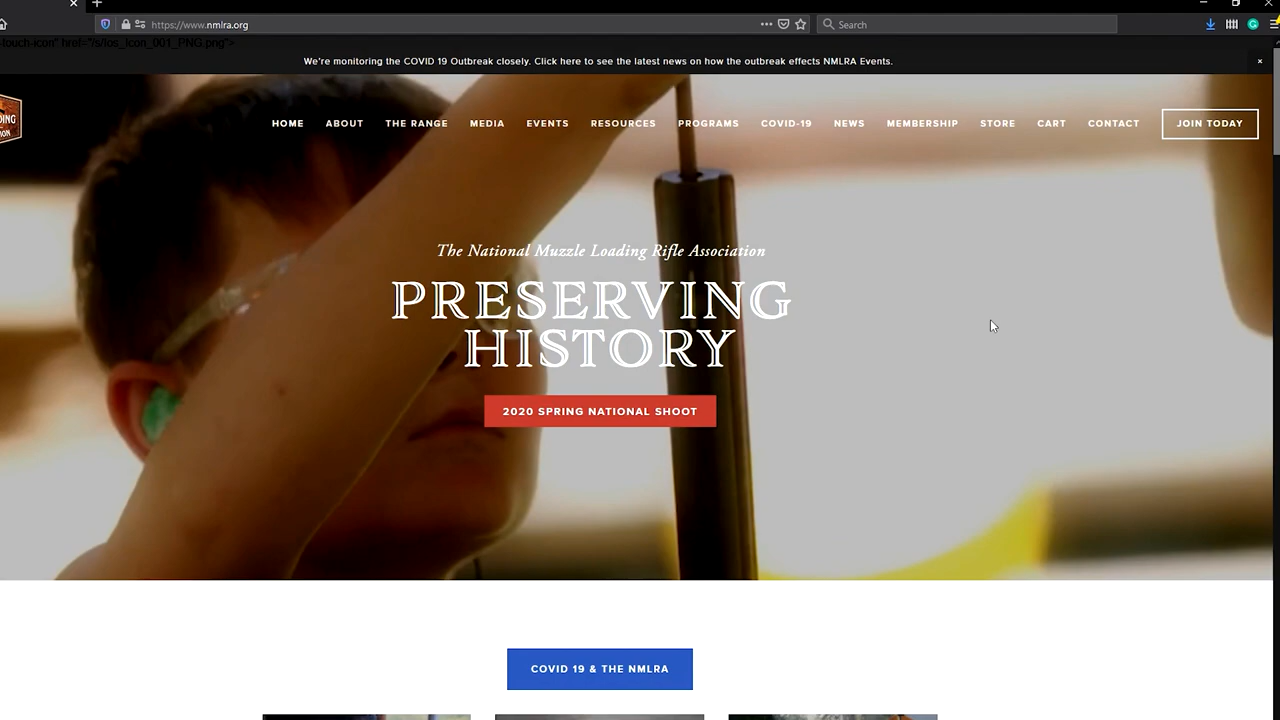 https://www.nmlra.org
Search
touch-icon" href="/s/ios_icon_001_PNG.png">
We're monitoring the COVID 19 Outbreak closely. Click here to see the latest news on how the outbreak effects NMLRA Events.
HOME ABOUT THE RANGE MEDIA EVENTS RESOURCES PROGRAMS COVID-19 NEWS MEMBERSHIP STORE CART CONTACT JOIN TODAY
The National Muzzle Loading Rifle Association
PRESERVING
HISTORY
2020 SPRING NATIONAL SHOOT
COVID 19 & THE NMLRA